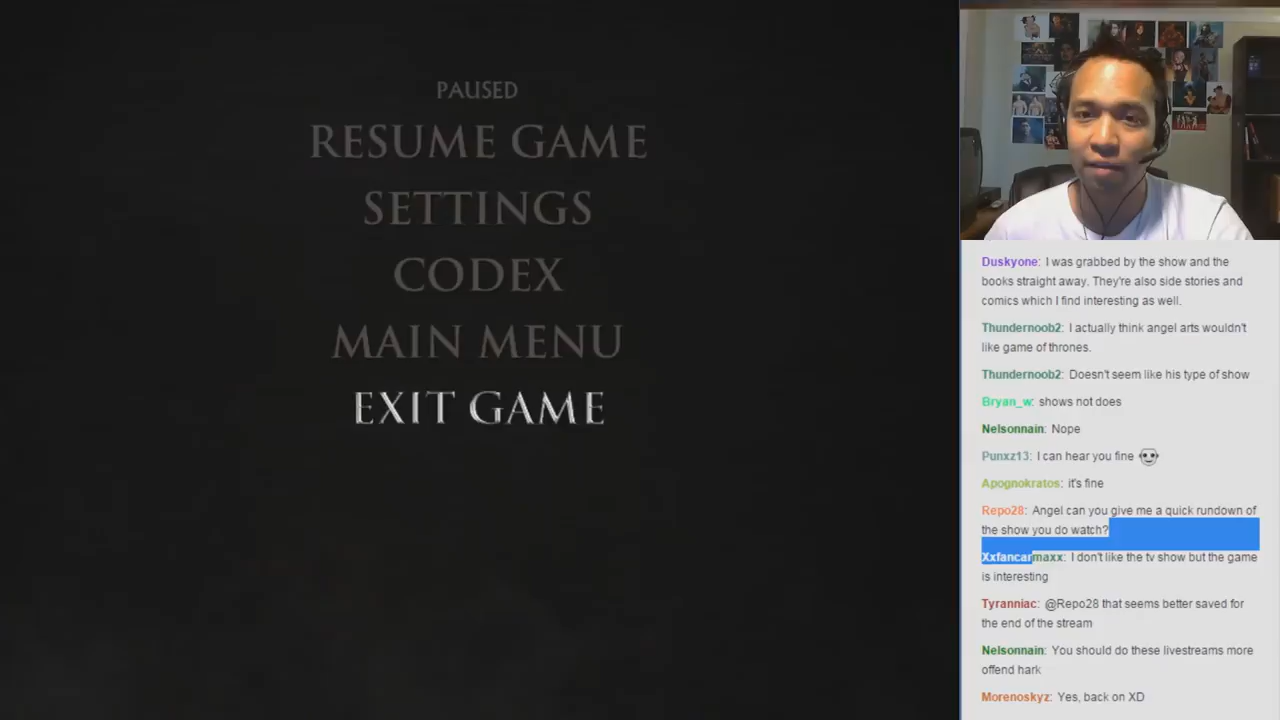 PAUSED
RESUME GAME
SETTINGS
CODEX
MAIN MENU
EXIT GAME
Duskyone: I was grabbed by the show and the
books straight away. They're also side stories and
comics which I find interesting as well.
Thundernoob2: I actually think angel arts wouldn't
like game of thrones.
Thundernoob2: Doesn't seem like his type of show
Bryan_w: shows not does
Nelsonnain: Nope
Punxz13: I can hear you fine
Apognokratos: it's fine
Repo28: Angel can you give me a quick rundown of
the show you do watch?
Xxfancarmaxx: I don't like the tv show but the game
is interesting
Tyranniac: @Repo28 that seems better saved for
the end of the stream
Nelsonnain: You should do these livestreams more
offend hark
Morenoskyz: Yes, back on XD